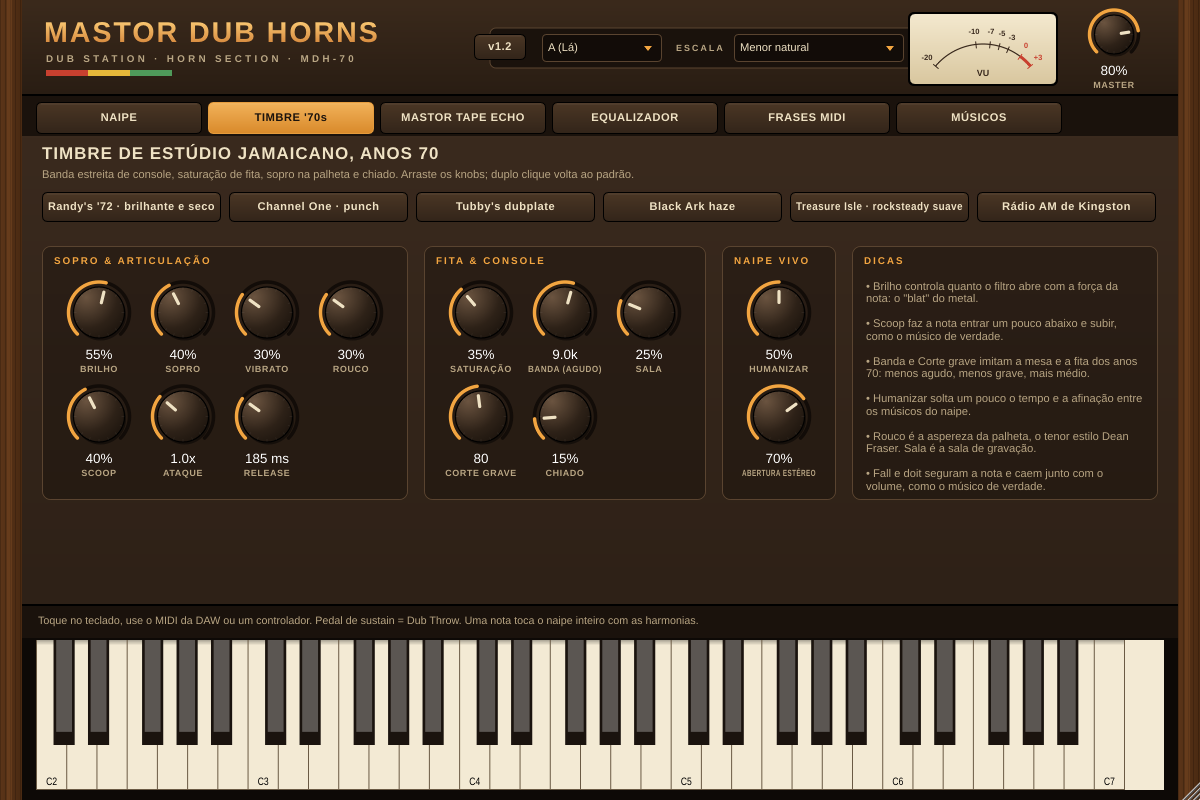 MASTOR DUB HORNS
DUB STATION · HORN SECTION · MDH-70
v1.2
A (Lá)
ESCALA
Menor natural
-20 -10 -7 -5 -3 0 +3
VU
80%
MASTER
NAIPE
TIMBRE '70s
MASTOR TAPE ECHO
EQUALIZADOR
FRASES MIDI
MÚSICOS
TIMBRE DE ESTÚDIO JAMAICANO, ANOS 70
Banda estreita de console, saturação de fita, sopro na palheta e chiado. Arraste os knobs; duplo clique volta ao padrão.
Randy's '72 · brilhante e seco
Channel One · punch
Tubby's dubplate
Black Ark haze
Treasure Isle · rocksteady suave
Rádio AM de Kingston
SOPRO & ARTICULAÇÃO
55%
BRILHO
40%
SOPRO
30%
VIBRATO
30%
ROUCO
40%
SCOOP
1.0x
ATAQUE
185 ms
RELEASE
FITA & CONSOLE
35%
SATURAÇÃO
9.0k
BANDA (AGUDO)
25%
SALA
80
CORTE GRAVE
15%
CHIADO
NAIPE VIVO
50%
HUMANIZAR
70%
ABERTURA ESTÉREO
DICAS
• Brilho controla quanto o filtro abre com a força da
nota: o "blat" do metal.
• Scoop faz a nota entrar um pouco abaixo e subir,
como o músico de verdade.
• Banda e Corte grave imitam a mesa e a fita dos anos
70: menos agudo, menos grave, mais médio.
• Humanizar solta um pouco o tempo e a afinação entre
os músicos do naipe.
• Rouco é a aspereza da palheta, o tenor estilo Dean
Fraser. Sala é a sala de gravação.
• Fall e doit seguram a nota e caem junto com o
volume, como o músico de verdade.
Toque no teclado, use o MIDI da DAW ou um controlador. Pedal de sustain = Dub Throw. Uma nota toca o naipe inteiro com as harmonias.
C2 C3 C4 C5 C6 C7